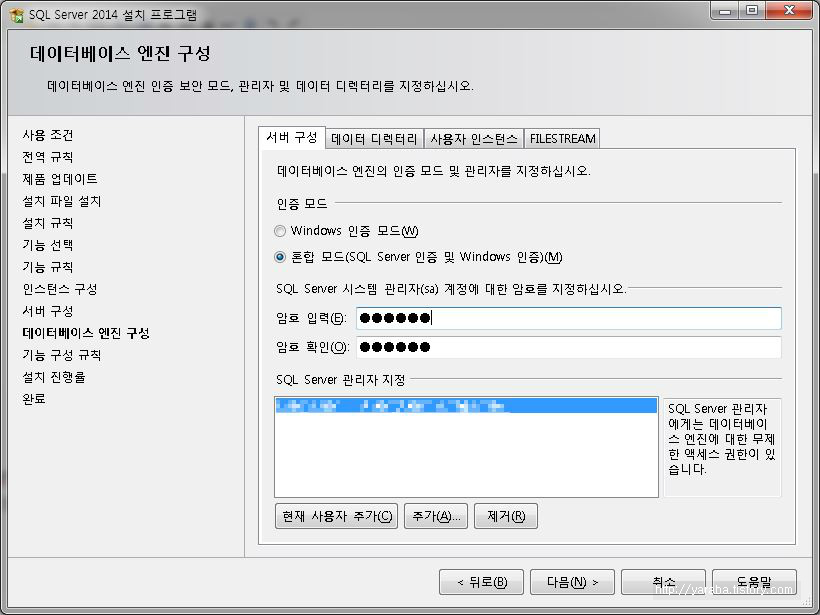 SQL Server 2014 설치 프로그램
데이터베이스 엔진 구성
데이터베이스 엔진 인증 보안 모드, 관리자 및 데이터 디렉터리를 지정하십시오.
사용 조건
전역 규칙
제품 업데이트
설치 파일 설치
설치 규칙
기능 선택
기능 규칙
인스턴스 구성
서버 구성
데이터베이스 엔진 구성
기능 구성 규칙
설치 진행률
완료
서버 구성 데이터 디렉터리 사용자 인스턴스 FILESTREAM
데이터베이스 엔진의 인증 모드 및 관리자를 지정하십시오.
인증 모드
Windows 인증 모드(W)
혼합 모드(SQL Server 인증 및 Windows 인증)(M)
SQL Server 시스템 관리자(sa) 계정에 대한 암호를 지정하십시오.
암호 입력(E): ●●●●●●
암호 확인(O): ●●●●●●
SQL Server 관리자 지정
SQL Server 관리자
에게는 데이터베이
스 엔진에 대한 무제
한 액세스 권한이 있
습니다.
현재 사용자 추가(C) 추가(A)... 제거(R)
< 뒤로(B) 다음(N) > 취소 도움말
http://yaraba.tistory.com